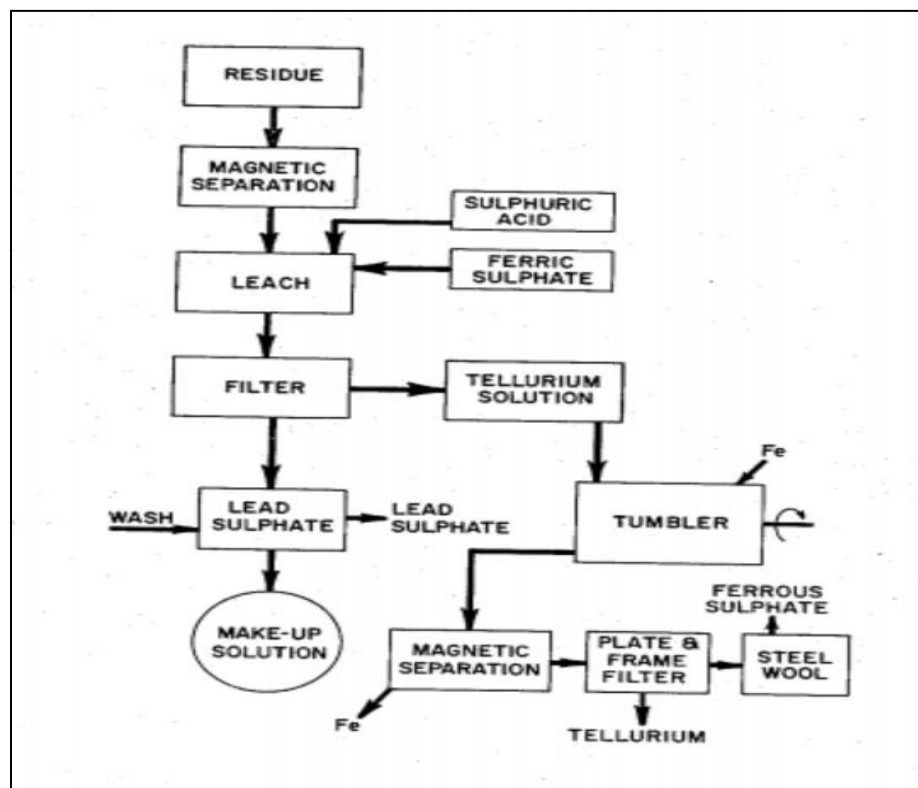 RESIDUE
MAGNETIC
SEPARATION
SULPHURIC
ACID
LEACH
FERRIC
SULPHATE
FILTER
TELLURIUM
SOLUTION
Fe
WASH
LEAD
SULPHATE
LEAD
SULPHATE
TUMBLER
MAKE-UP
SOLUTION
FERROUS
SULPHATE
MAGNETIC
SEPARATION
PLATE &
FRAME
FILTER
STEEL
WOOL
Fe
TELLURIUM